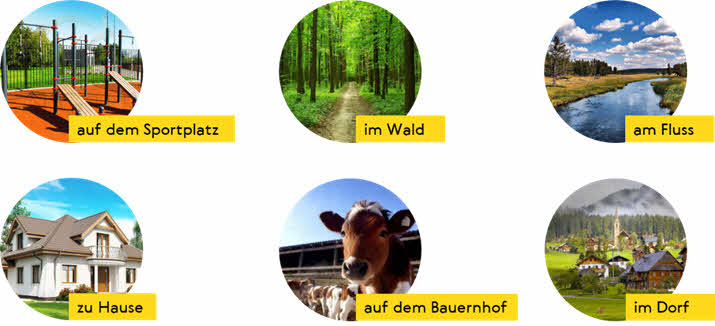 auf dem Sportplatz
im Wald
am Fluss
zu Hause
auf dem Bauernhof
im Dorf